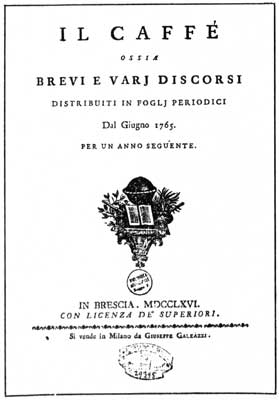 IL CAFFÉ
OSSIA
BREVI E VARJ DISCORSI
DISTRIBUITI IN FOGLJ PERIODICI
Dal Giugno 1765.
PER UN ANNO SEGUENTE.
IN BRESCIA. MDCCLXVI.
CON LICENZA DE' SUPERIORI.
Si vende in Milano da GIUSEPPE GALEAZZI.